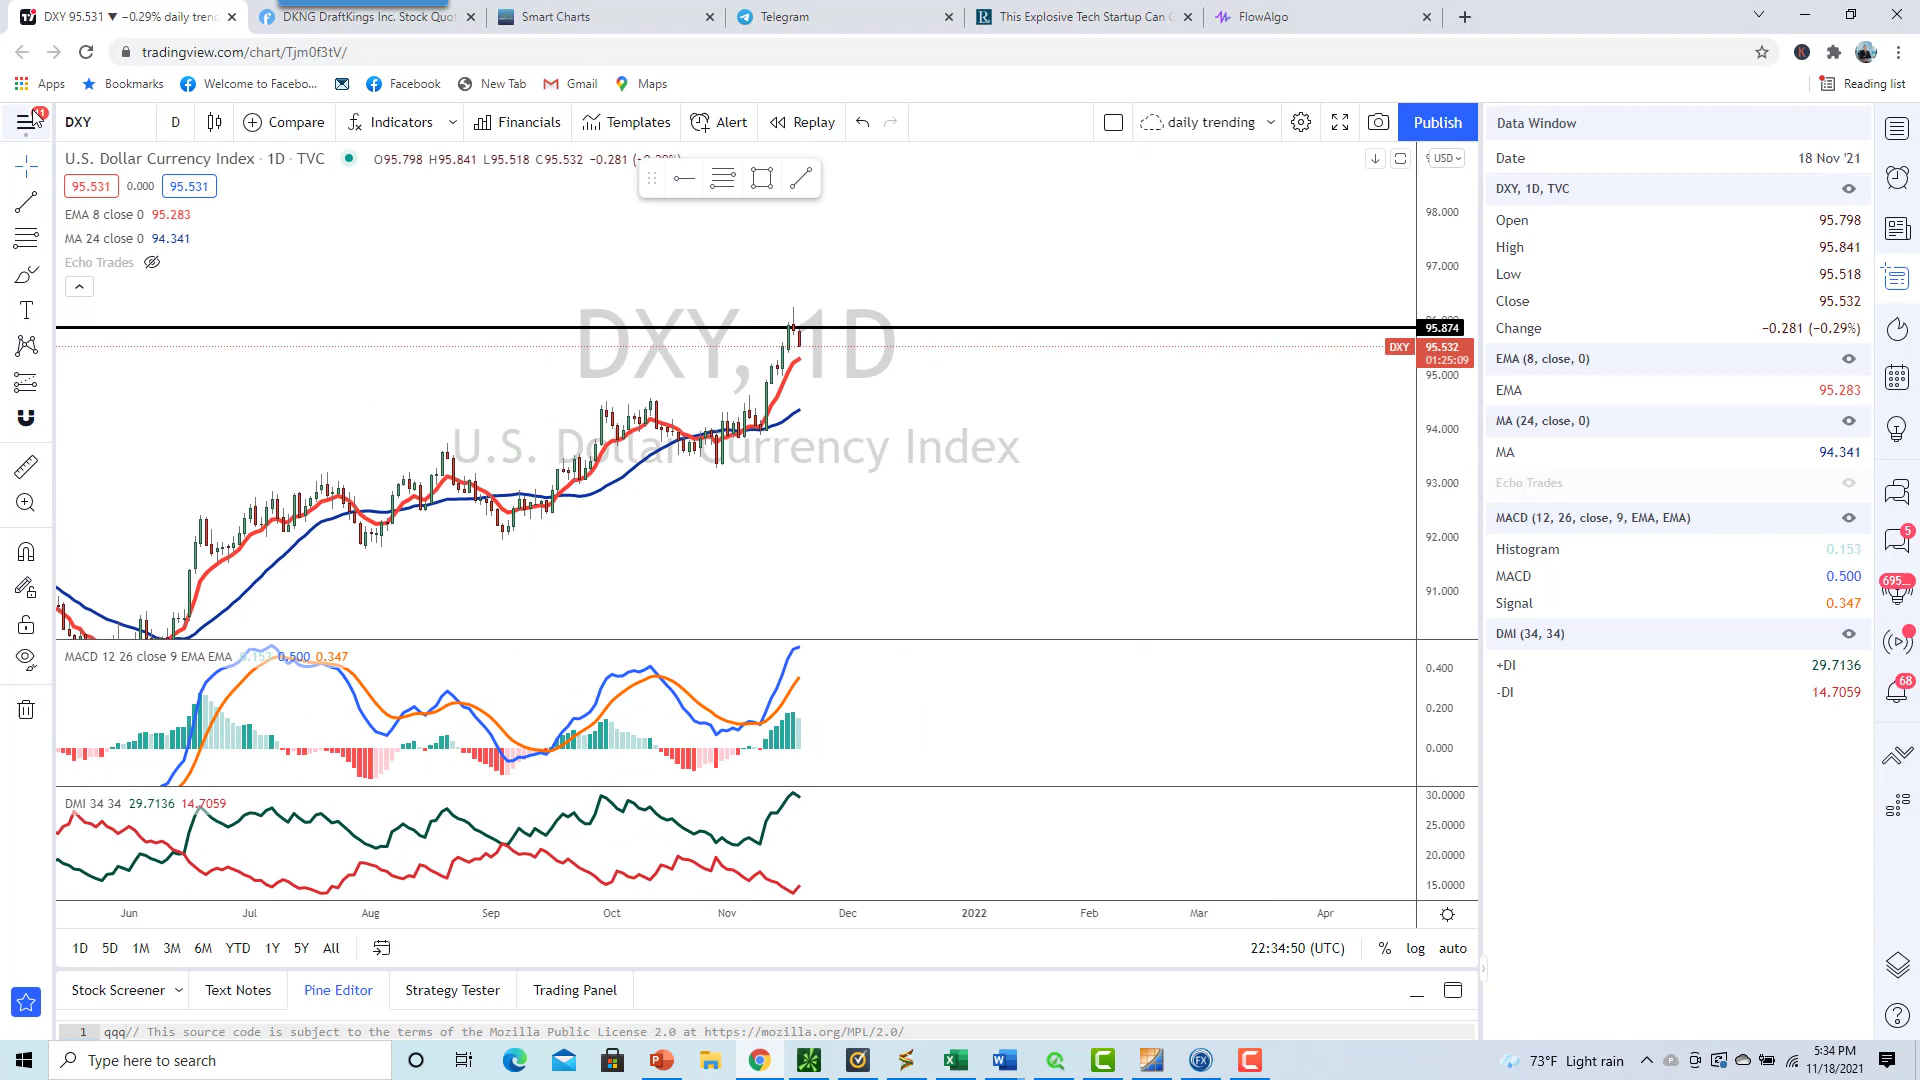 DXY 95.531 ▼ −0.29% daily tren
DKNG DraftKings Inc. Stock Quot
Smart Charts
Telegram
This Explosive Tech Startup Can G
FlowAlgo
tradingview.com/chart/Tjm0f3tV/
Apps
Bookmarks
Welcome to Facebo...
Facebook
New Tab
Gmail
Maps
Reading list
DXY
D
Compare
Indicators
Financials
Templates
Alert
Replay
daily trending
Publish
Data Window
U.S. Dollar Currency Index · 1D · TVC
O95.798 H95.841 L95.518 C95.532 −0.281
USD
95.531 0.000 95.531
EMA 8 close 0 95.283
MA 24 close 0 94.341
Echo Trades
DXY, 1D
U.S. Dollar Currency Index
98.000
97.000
95.874
DXY 95.532
01:25:09
95.000
94.000
93.000
92.000
91.000
MACD 12 26 close 9 EMA EMA 0.153 0.500 0.347
0.400
0.200
0.000
DMI 34 34 29.7136 14.7059
30.0000
25.0000
20.0000
15.0000
Jun Jul Aug Sep Oct Nov Dec 2022 Feb Mar Apr
1D 5D 1M 3M 6M YTD 1Y 5Y All
22:34:50 (UTC) % log auto
Stock Screener Text Notes Pine Editor Strategy Tester Trading Panel
1 qqq// This source code is subject to the terms of the Mozilla Public License 2.0 at https://mozilla.org/MPL/2.0/
Date 18 Nov '21
DXY, 1D, TVC
Open 95.798
High 95.841
Low 95.518
Close 95.532
Change −0.281 (−0.29%)
EMA (8, close, 0)
EMA 95.283
MA (24, close, 0)
MA 94.341
Echo Trades
MACD (12, 26, close, 9, EMA, EMA)
Histogram 0.153
MACD 0.500
Signal 0.347
DMI (34, 34)
+DI 29.7136
-DI 14.7059
5
695...
68
Type here to search
73°F Light rain
5:34 PM
11/18/2021